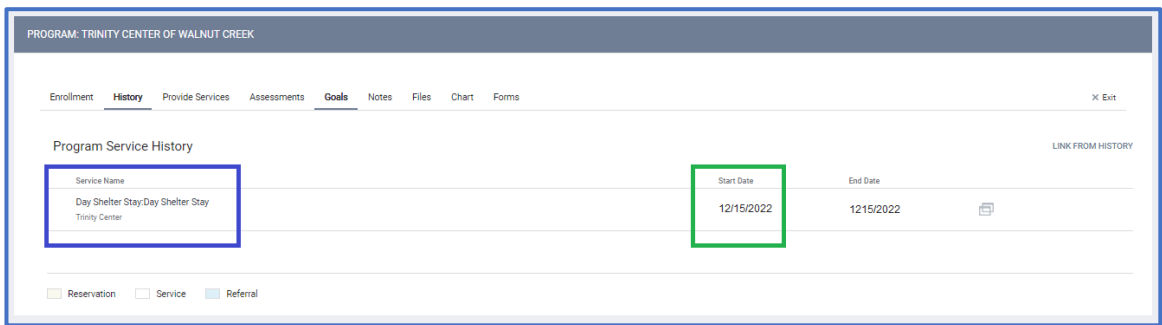 PROGRAM: TRINITY CENTER OF WALNUT CREEK
Enrollment History Provide Services Assessments Goals Notes Files Chart Forms × Exit
Program Service History LINK FROM HISTORY
Service Name Start Date End Date
Day Shelter Stay:Day Shelter Stay 12/15/2022 1215/2022
Trinity Center
Reservation Service Referral